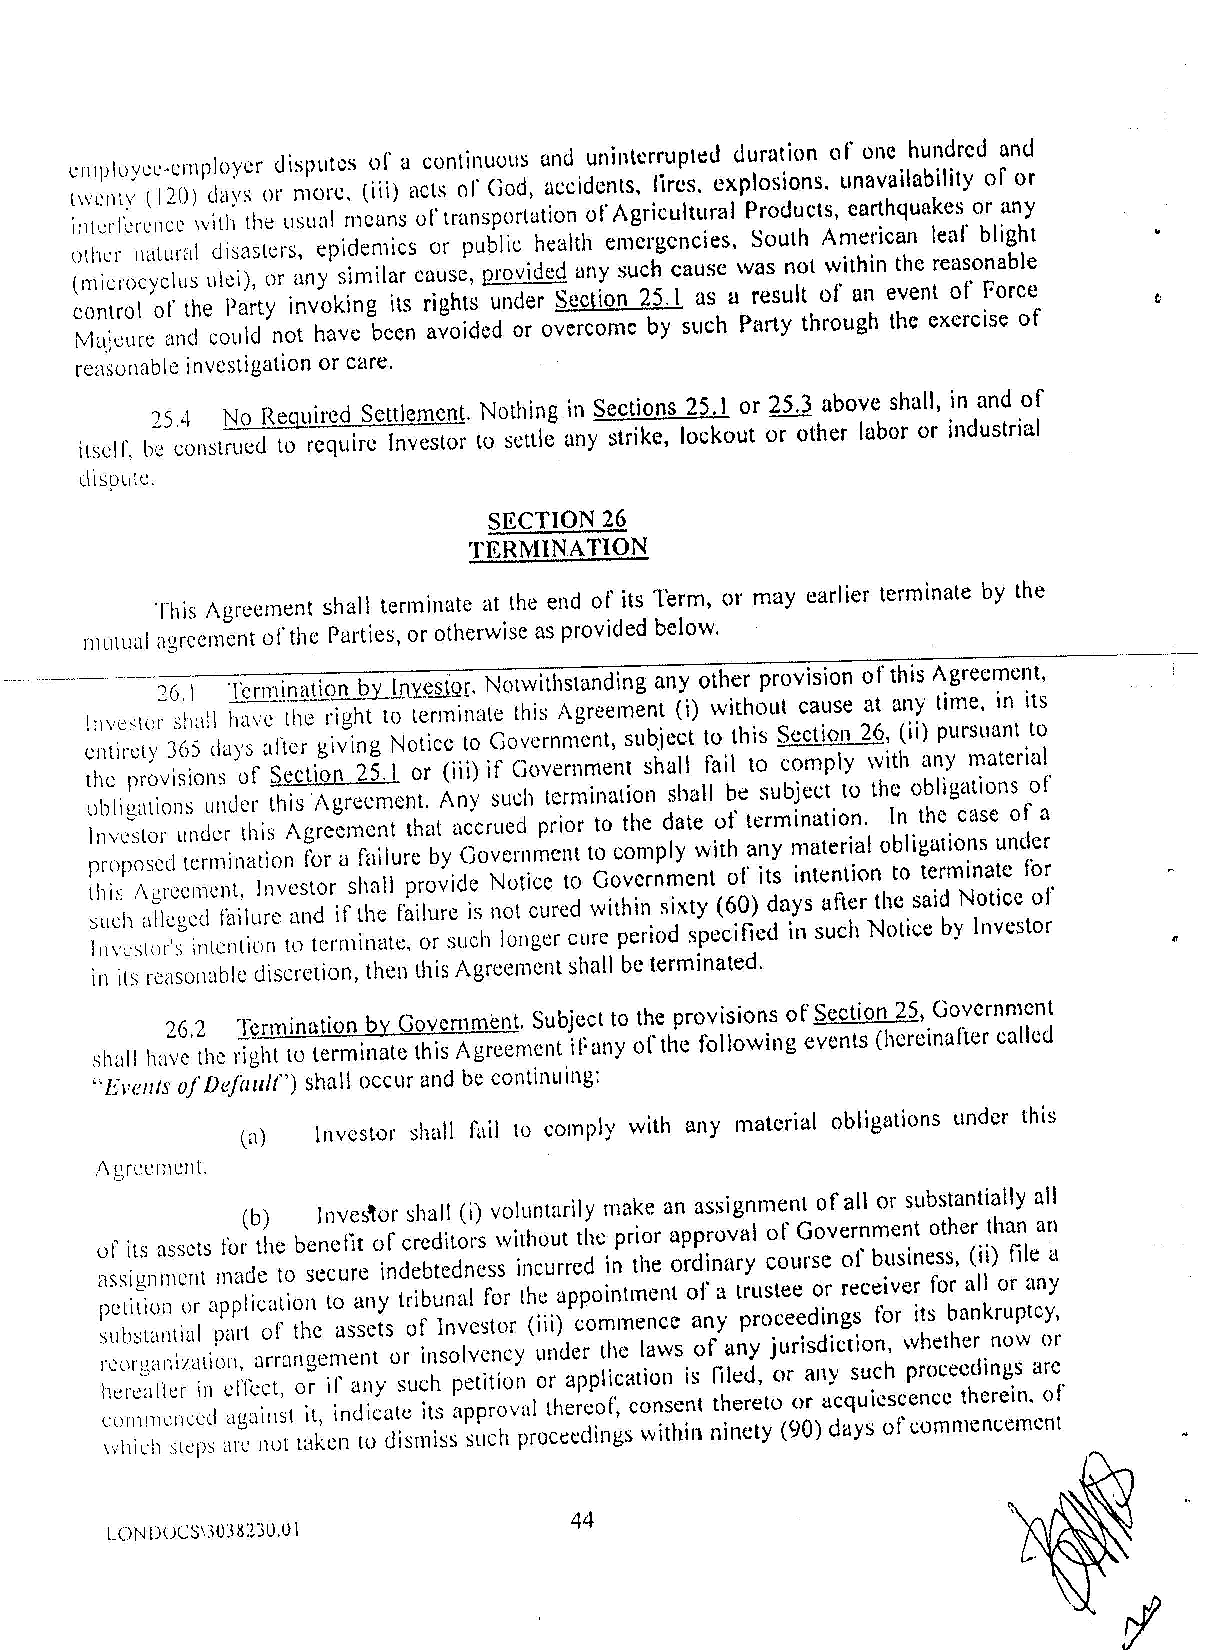 employee-employer disputes of a continuous and uninterrupted duration of one hundred and
twenty (120) days or more, (iii) acts of God, accidents, fires, explosions, unavailability of or
interference with the usual means of transportation of Agricultural Products, earthquakes or any
other natural disasters, epidemics or public health emergencies, South American leaf blight
(microcyclus ulei), or any similar cause, provided any such cause was not within the reasonable
control of the Party invoking its rights under Section 25.1 as a result of an event of Force
Majeure and could not have been avoided or overcome by such Party through the exercise of
reasonable investigation or care.
25.4 No Required Settlement. Nothing in Sections 25.1 or 25.3 above shall, in and of
itself, be construed to require Investor to settle any strike, lockout or other labor or industrial
dispute.
SECTION 26
TERMINATION
This Agreement shall terminate at the end of its Term, or may earlier terminate by the
mutual agreement of the Parties, or otherwise as provided below.
26.1 Termination by Investor. Notwithstanding any other provision of this Agreement,
Investor shall have the right to terminate this Agreement (i) without cause at any time, in its
entirety 365 days after giving Notice to Government, subject to this Section 26, (ii) pursuant to
the provisions of Section 25.1 or (iii) if Government shall fail to comply with any material
obligations under this Agreement. Any such termination shall be subject to the obligations of
Investor under this Agreement that accrued prior to the date of termination. In the case of a
proposed termination for a failure by Government to comply with any material obligations under
this Agreement, Investor shall provide Notice to Government of its intention to terminate for
such alleged failure and if the failure is not cured within sixty (60) days after the said Notice of
Investor's intention to terminate, or such longer cure period specified in such Notice by Investor
in its reasonable discretion, then this Agreement shall be terminated.
26.2 Termination by Government. Subject to the provisions of Section 25, Government
shall have the right to terminate this Agreement if any of the following events (hereinafter called
"Events of Default") shall occur and be continuing:
(a) Investor shall fail to comply with any material obligations under this
Agreement.
(b) Investor shall (i) voluntarily make an assignment of all or substantially all
of its assets for the benefit of creditors without the prior approval of Government other than an
assignment made to secure indebtedness incurred in the ordinary course of business, (ii) file a
petition or application to any tribunal for the appointment of a trustee or receiver for all or any
substantial part of the assets of Investor (iii) commence any proceedings for its bankruptcy,
reorganization, arrangement or insolvency under the laws of any jurisdiction, whether now or
hereafter in effect, or if any such petition or application is filed, or any such proceedings are
commenced against it, indicate its approval thereof, consent thereto or acquiescence therein, of
which steps are not taken to dismiss such proceedings within ninety (90) days of commencement
44
LONDOCS\3038230.01